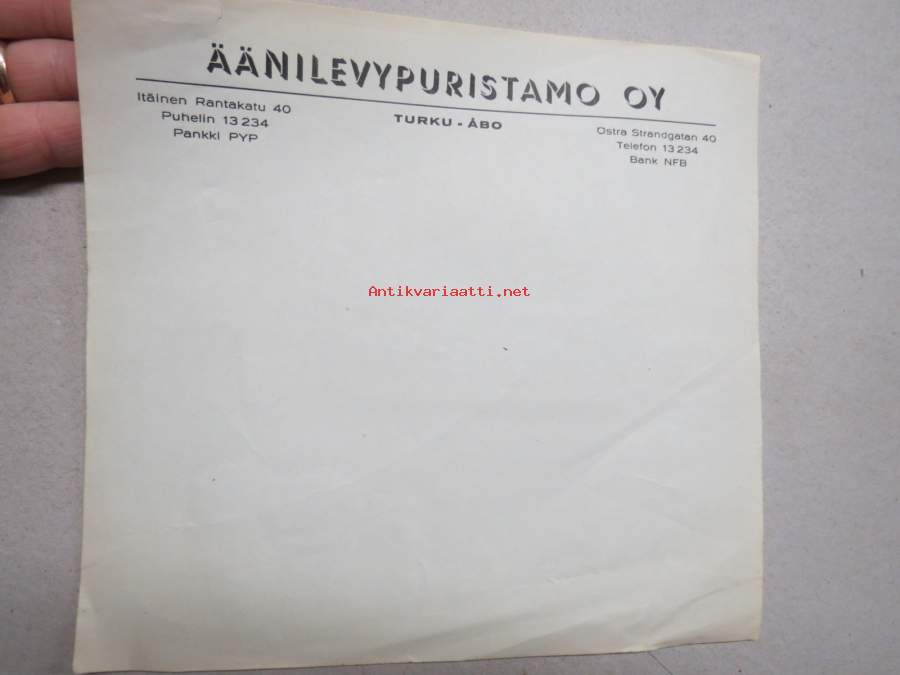 ÄÄNILEVYPURISTAMO OY
Itäinen Rantakatu 40
Puhelin 13 234
Pankki PYP
TURKU - ÅBO
Östra Strandgatan 40
Telefon 13 234
Bank NFB
Antikvariaatti.net